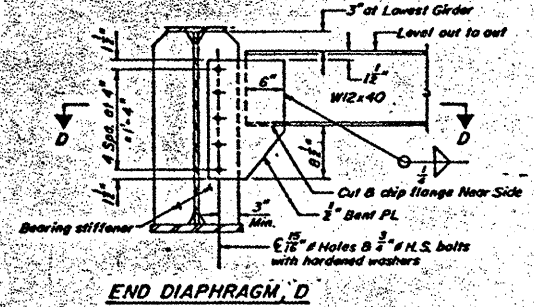 3" at Lowest Girder
Level out to out
1 1/2"
6"
1 1/2"
W12x40
D
D
4 Spa. at 4"
= 1'-4"
8 1/2"
1/4
1 1/2"
Cut & chip flange Near Side
1/2" Bent PL
Bearing stiffener
3"
Min.
℄ 15/16" ø Holes & 3/4" ø H.S. bolts
with hardened washers
END DIAPHRAGM, D